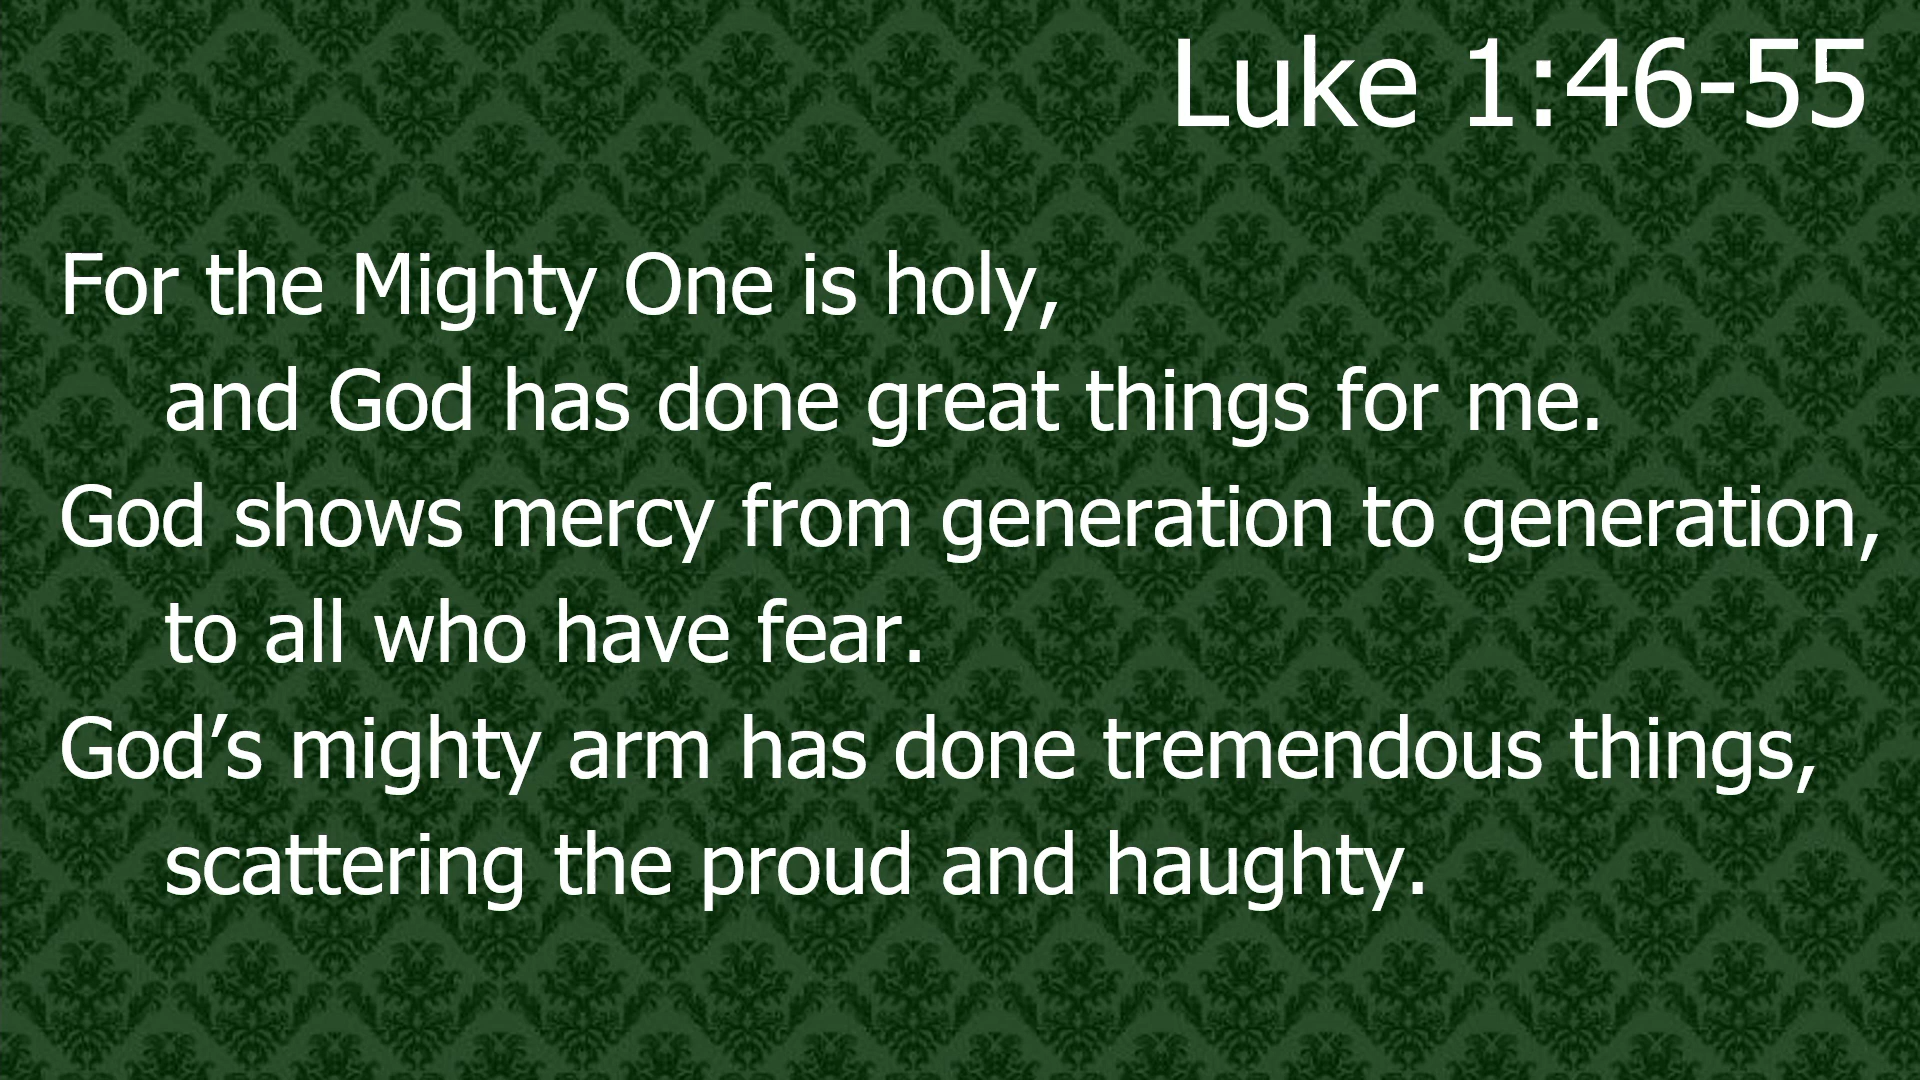 Luke 1:46-55
For the Mighty One is holy,
and God has done great things for me.
God shows mercy from generation to generation,
to all who have fear.
God’s mighty arm has done tremendous things,
scattering the proud and haughty.